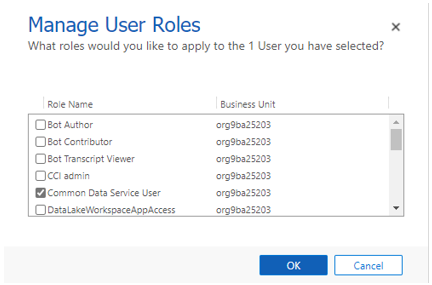 Manage User Roles
What roles would you like to apply to the 1 User you have selected?
Role Name Business Unit
Bot Author org9ba25203
Bot Contributor org9ba25203
Bot Transcript Viewer org9ba25203
CCI admin org9ba25203
Common Data Service User org9ba25203
DataLakeWorkspaceAppAccess org9ba25203
OK Cancel